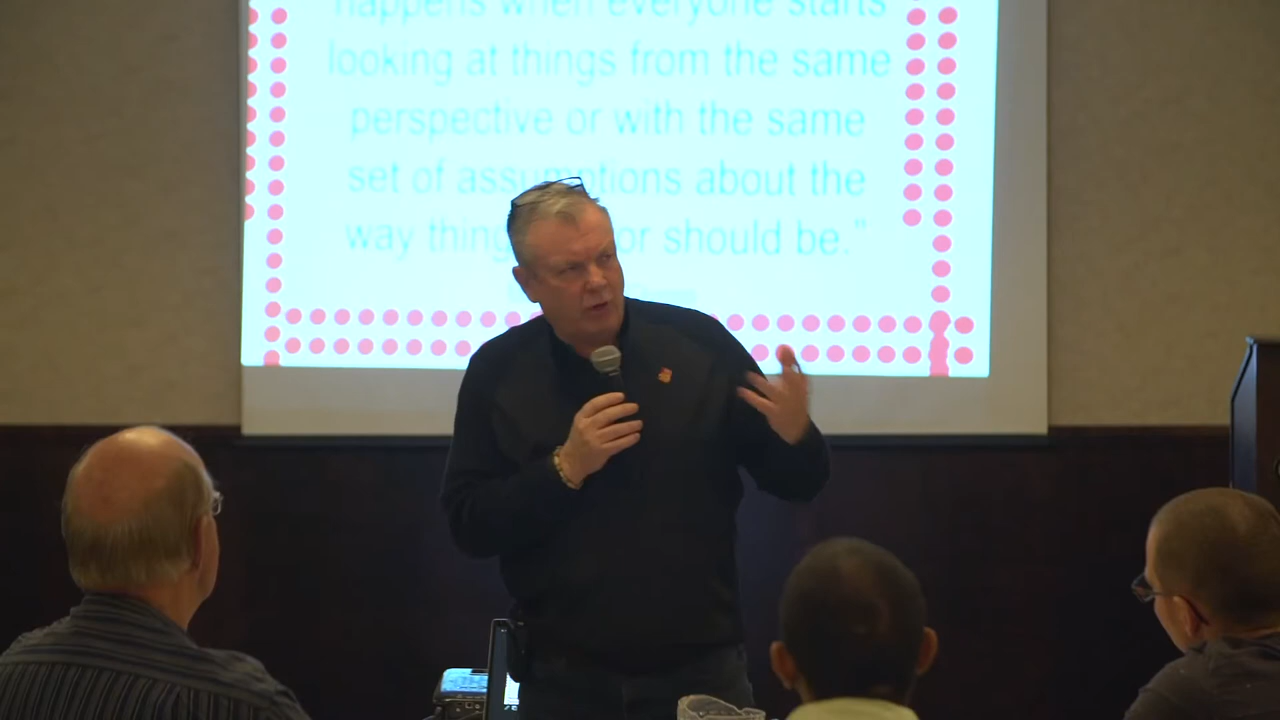 happens when everyone starts
looking at things from the same
perspective or with the same
set of assumptions about the
way things or should be.”